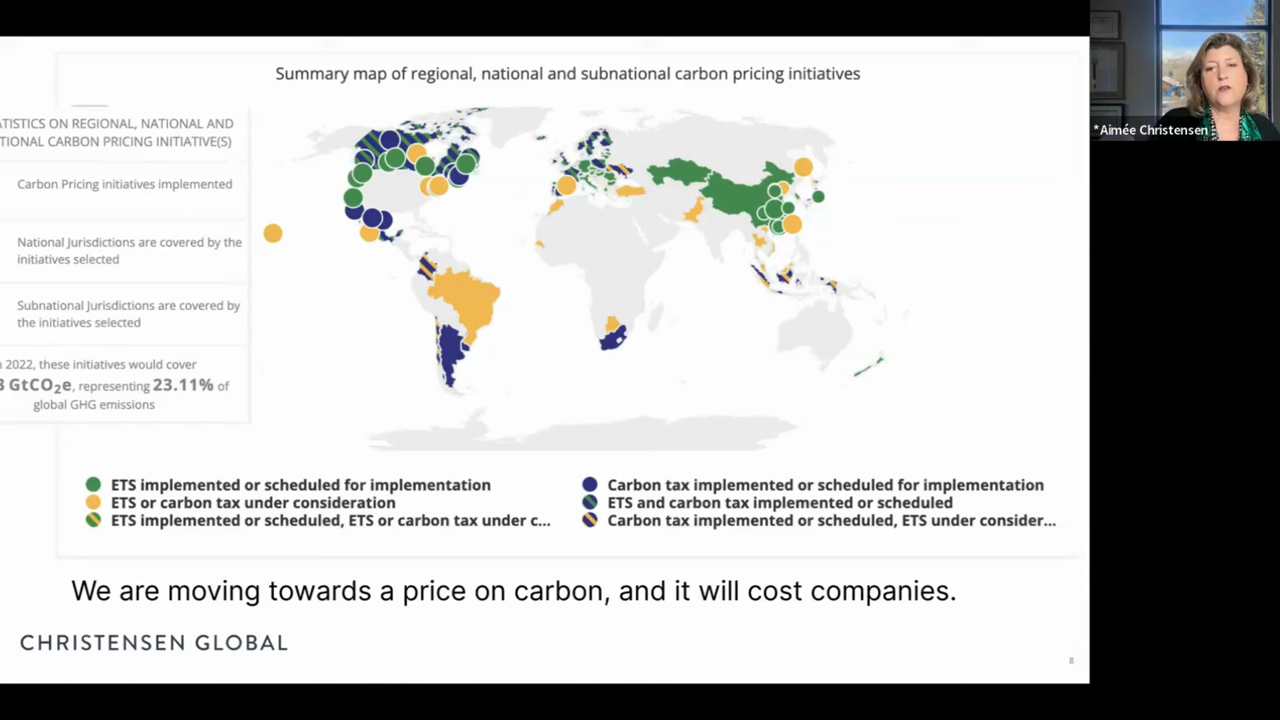 Summary map of regional, national and subnational carbon pricing initiatives
*Aimée Christensen
ATISTICS ON REGIONAL, NATIONAL AND
TIONAL CARBON PRICING INITIATIVE(S)
Carbon Pricing initiatives implemented
National Jurisdictions are covered by the
initiatives selected
Subnational Jurisdictions are covered by
the initiatives selected
2022, these initiatives would cover
GtCO₂e, representing 23.11% of
global GHG emissions
ETS implemented or scheduled for implementation
ETS or carbon tax under consideration
ETS implemented or scheduled, ETS or carbon tax under c...
Carbon tax implemented or scheduled for implementation
ETS and carbon tax implemented or scheduled
Carbon tax implemented or scheduled, ETS under consider...
We are moving towards a price on carbon, and it will cost companies.
CHRISTENSEN GLOBAL
8